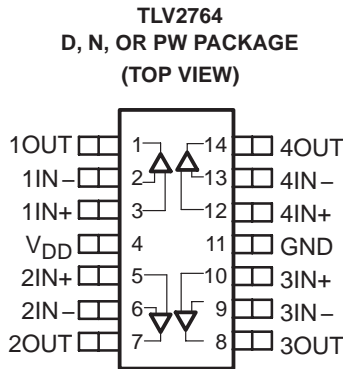 TLV2764
D, N, OR PW PACKAGE
(TOP VIEW)
1OUT 1 14 4OUT
1IN− 2 13 4IN−
1IN+ 3 12 4IN+
VDD 4 11 GND
2IN+ 5 10 3IN+
2IN− 6 9 3IN−
2OUT 7 8 3OUT